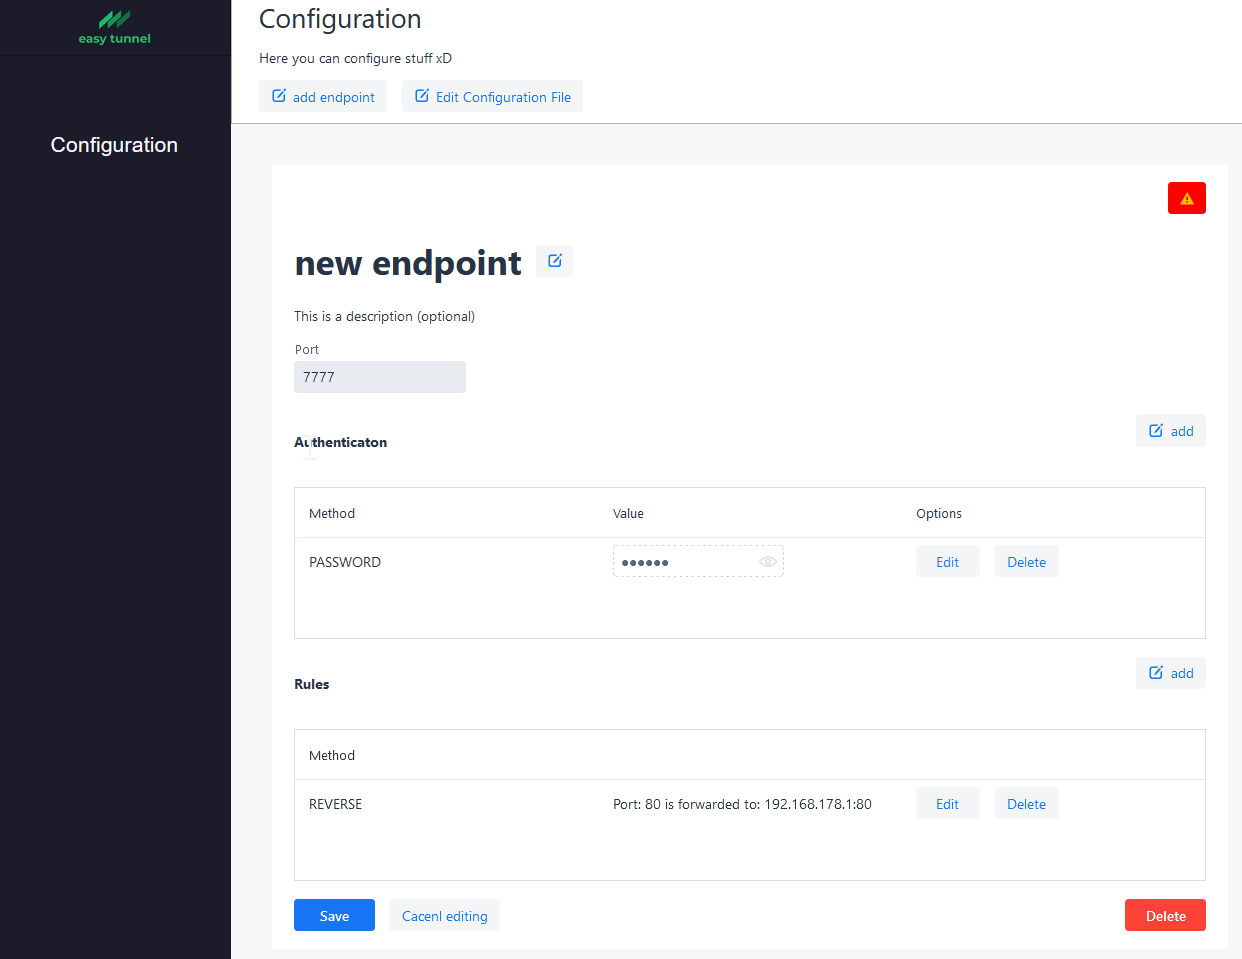 easy tunnel
Configuration
Configuration
Here you can configure stuff xD
add endpoint Edit Configuration File
new endpoint
This is a description (optional)
Port
7777
Authenticaton
add
Method Value Options
PASSWORD •••••• Edit Delete
Rules
add
Method
REVERSE Port: 80 is forwarded to: 192.168.178.1:80 Edit Delete
Save Cacenl editing Delete